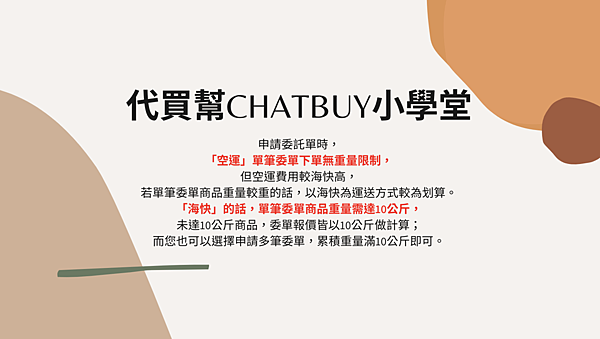 代買幫CHATBUY小學堂
申請委託單時，
「空運」單筆委單下單無重量限制，
但空運費用較海快高，
若單筆委單商品重量較重的話，以海快為運送方式較為划算。
「海快」的話，單筆委單商品重量需達10公斤，
未達10公斤商品，委單報價皆以10公斤做計算；
而您也可以選擇申請多筆委單，累積重量滿10公斤即可。